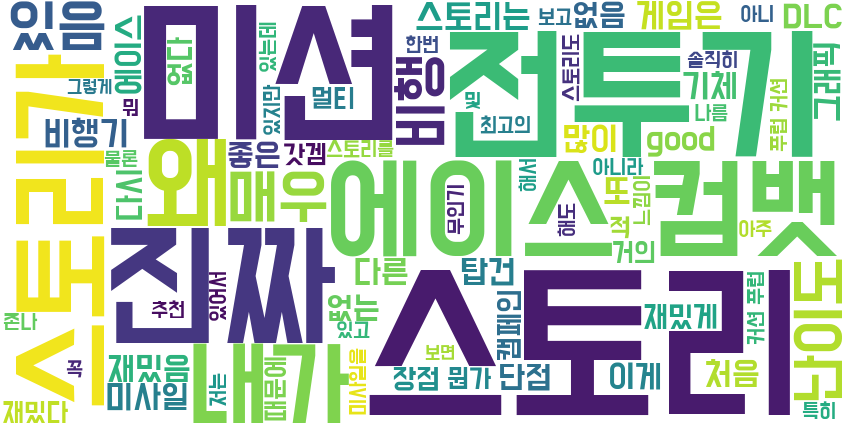 있음
미션
스토리는
보고
없음
게임은
아니
DLC
스토리가
그렇게
에이스
없다
있는데
한번
비행
전투기
스토리도
솔직히
그래픽
뭐
있지만
멀티
및
기체
나름
푸럽 커션
비행기
최고의
많이
good
물론
다시
왜
좋은
갓겜
스토리를
매우
에이스 컴뱃
무인기
해서
해도
아니라
또
느낌이
적
거의
아주
진짜
있어서
추천
다른
탑건
없는
있고
존나
꼭
스토리
캠페인
재밌게
커선 푸럽
난이도
재밌음
미사일
내가
저는
때문에
미사일을
보면
장점
뭔가
단점
이게
처음
재밌다
특히